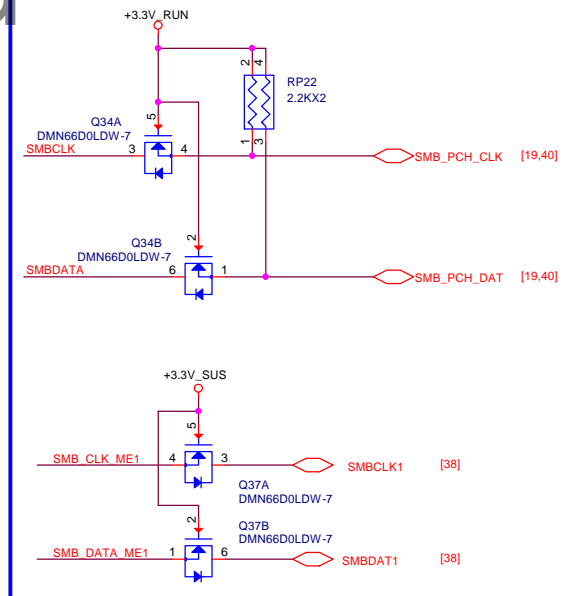 +3.3V_RUN
2 4
RP22
2.2KX2
1 3
Q34A
DMN66D0LDW-7
5
SMBCLK 3 4 SMB_PCH_CLK [19,40]
Q34B
DMN66D0LDW-7
2
SMBDATA 6 1 SMB_PCH_DAT [19,40]
+3.3V_SUS
5
SMB_CLK_ME1 4 3 SMBCLK1 [38]
Q37A
DMN66D0LDW-7
Q37B
DMN66D0LDW-7
2
SMB_DATA_ME1 1 6 SMBDAT1 [38]